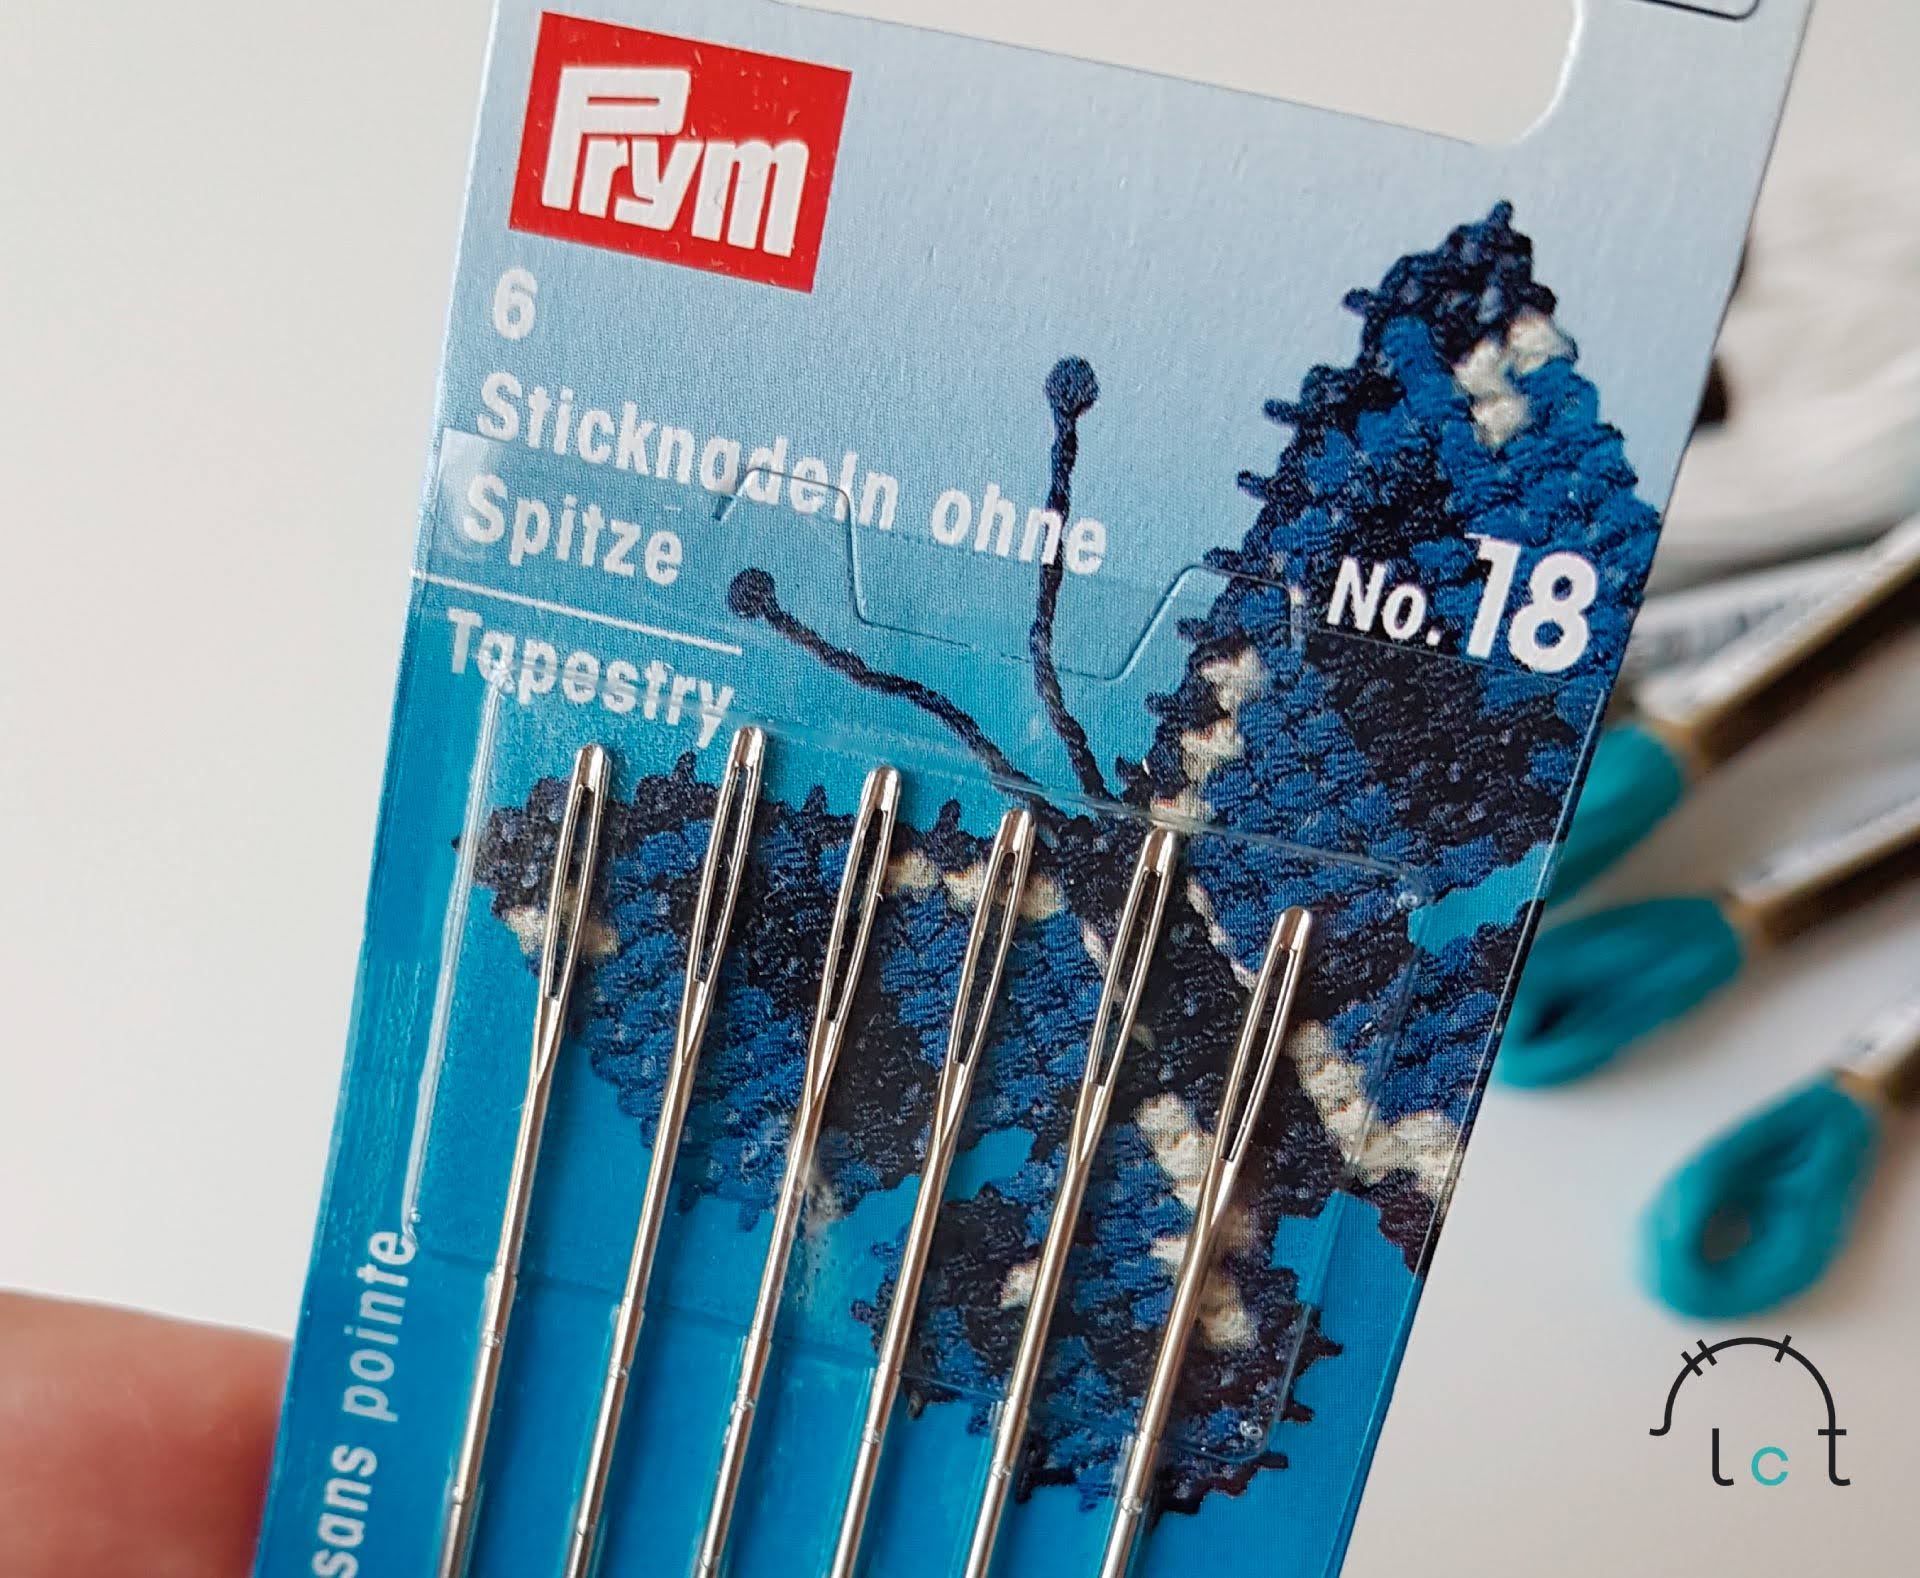 Prym
6
Sticknadeln ohne
Spitze
Tapestry
No. 18
sans pointe
lct